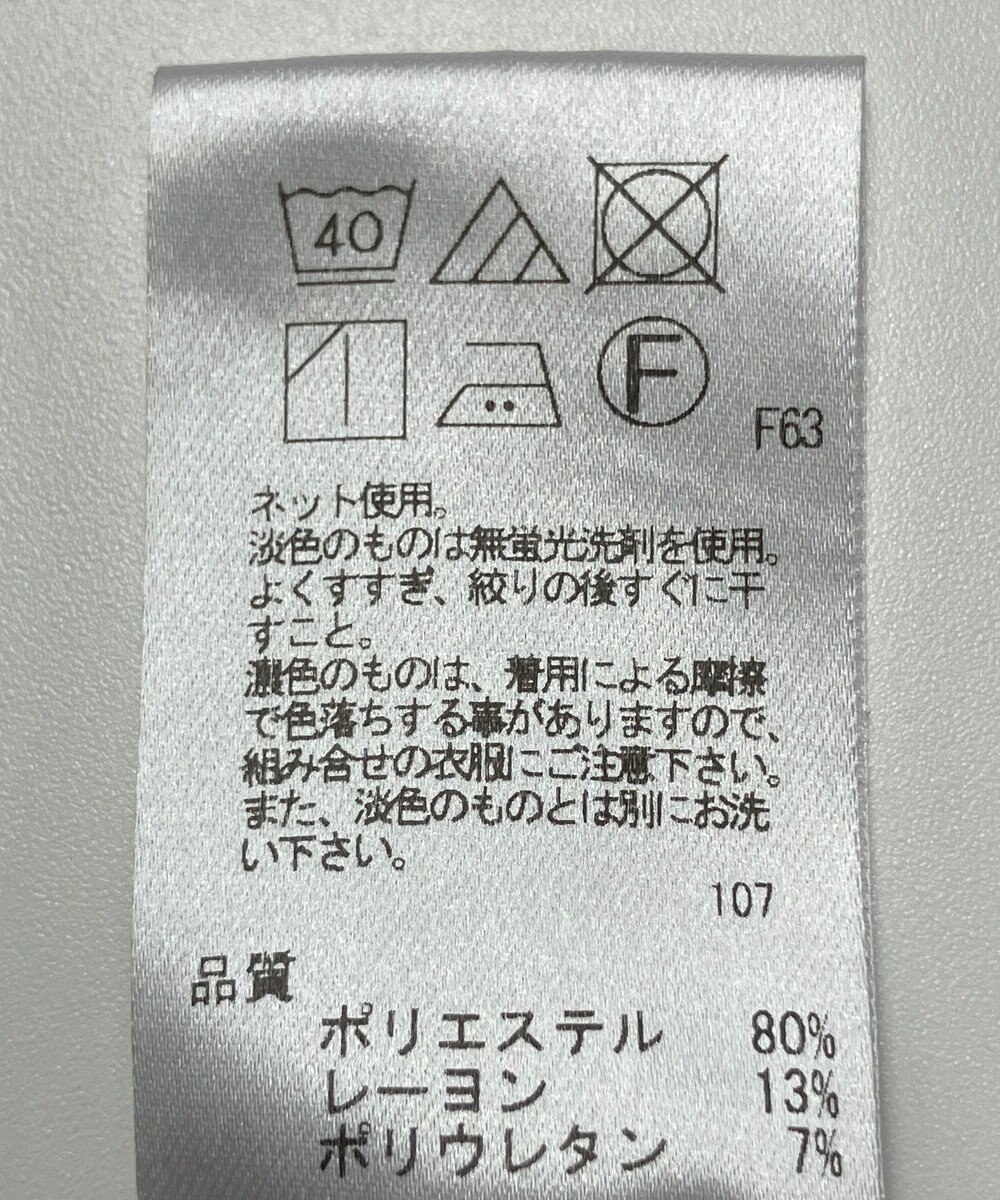 40
F
F63
ネット使用。
淡色のものは無蛍光洗剤を使用。
よくすすぎ、絞りの後すぐに干
すこと。
濃色のものは、着用による摩擦
で色落ちする事がありますので、
組み合せの衣服にご注意下さい。
また、淡色のものとは別にお洗
い下さい。
107
品質
ポリエステル 80%
レーヨン 13%
ポリウレタン 7%